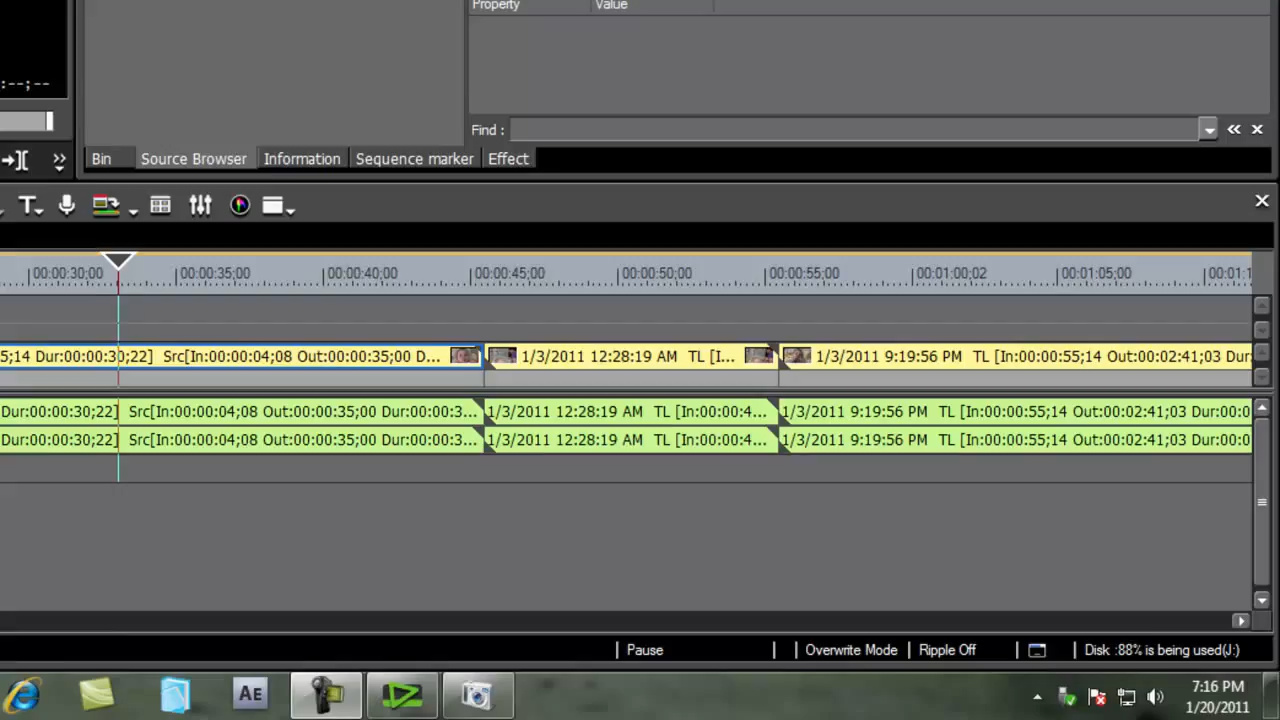 Property Value
:--;--
Find :
Bin Source Browser Information Sequence marker Effect
00:00:30;00 00:00:35;00 00:00:40;00 00:00:45;00 00:00:50;00 00:00:55;00 00:01:00;02 00:01:05;00 00:01:1
5;14 Dur:00:00:30;22] Src[In:00:00:04;08 Out:00:00:35;00 D... 1/3/2011 12:28:19 AM TL [I... 1/3/2011 9:19:56 PM TL [In:00:00:55;14 Out:00:02:41;03 Dur:
Dur:00:00:30;22] Src[In:00:00:04;08 Out:00:00:35;00 Dur:00:00:3... 1/3/2011 12:28:19 AM TL [In:00:00:4... 1/3/2011 9:19:56 PM TL [In:00:00:55;14 Out:00:02:41;03 Dur:00:0
Dur:00:00:30;22] Src[In:00:00:04;08 Out:00:00:35;00 Dur:00:00:3... 1/3/2011 12:28:19 AM TL [In:00:00:4... 1/3/2011 9:19:56 PM TL [In:00:00:55;14 Out:00:02:41;03 Dur:00:0
Pause Overwrite Mode Ripple Off Disk :88% is being used(J:)
AE
7:16 PM
1/20/2011